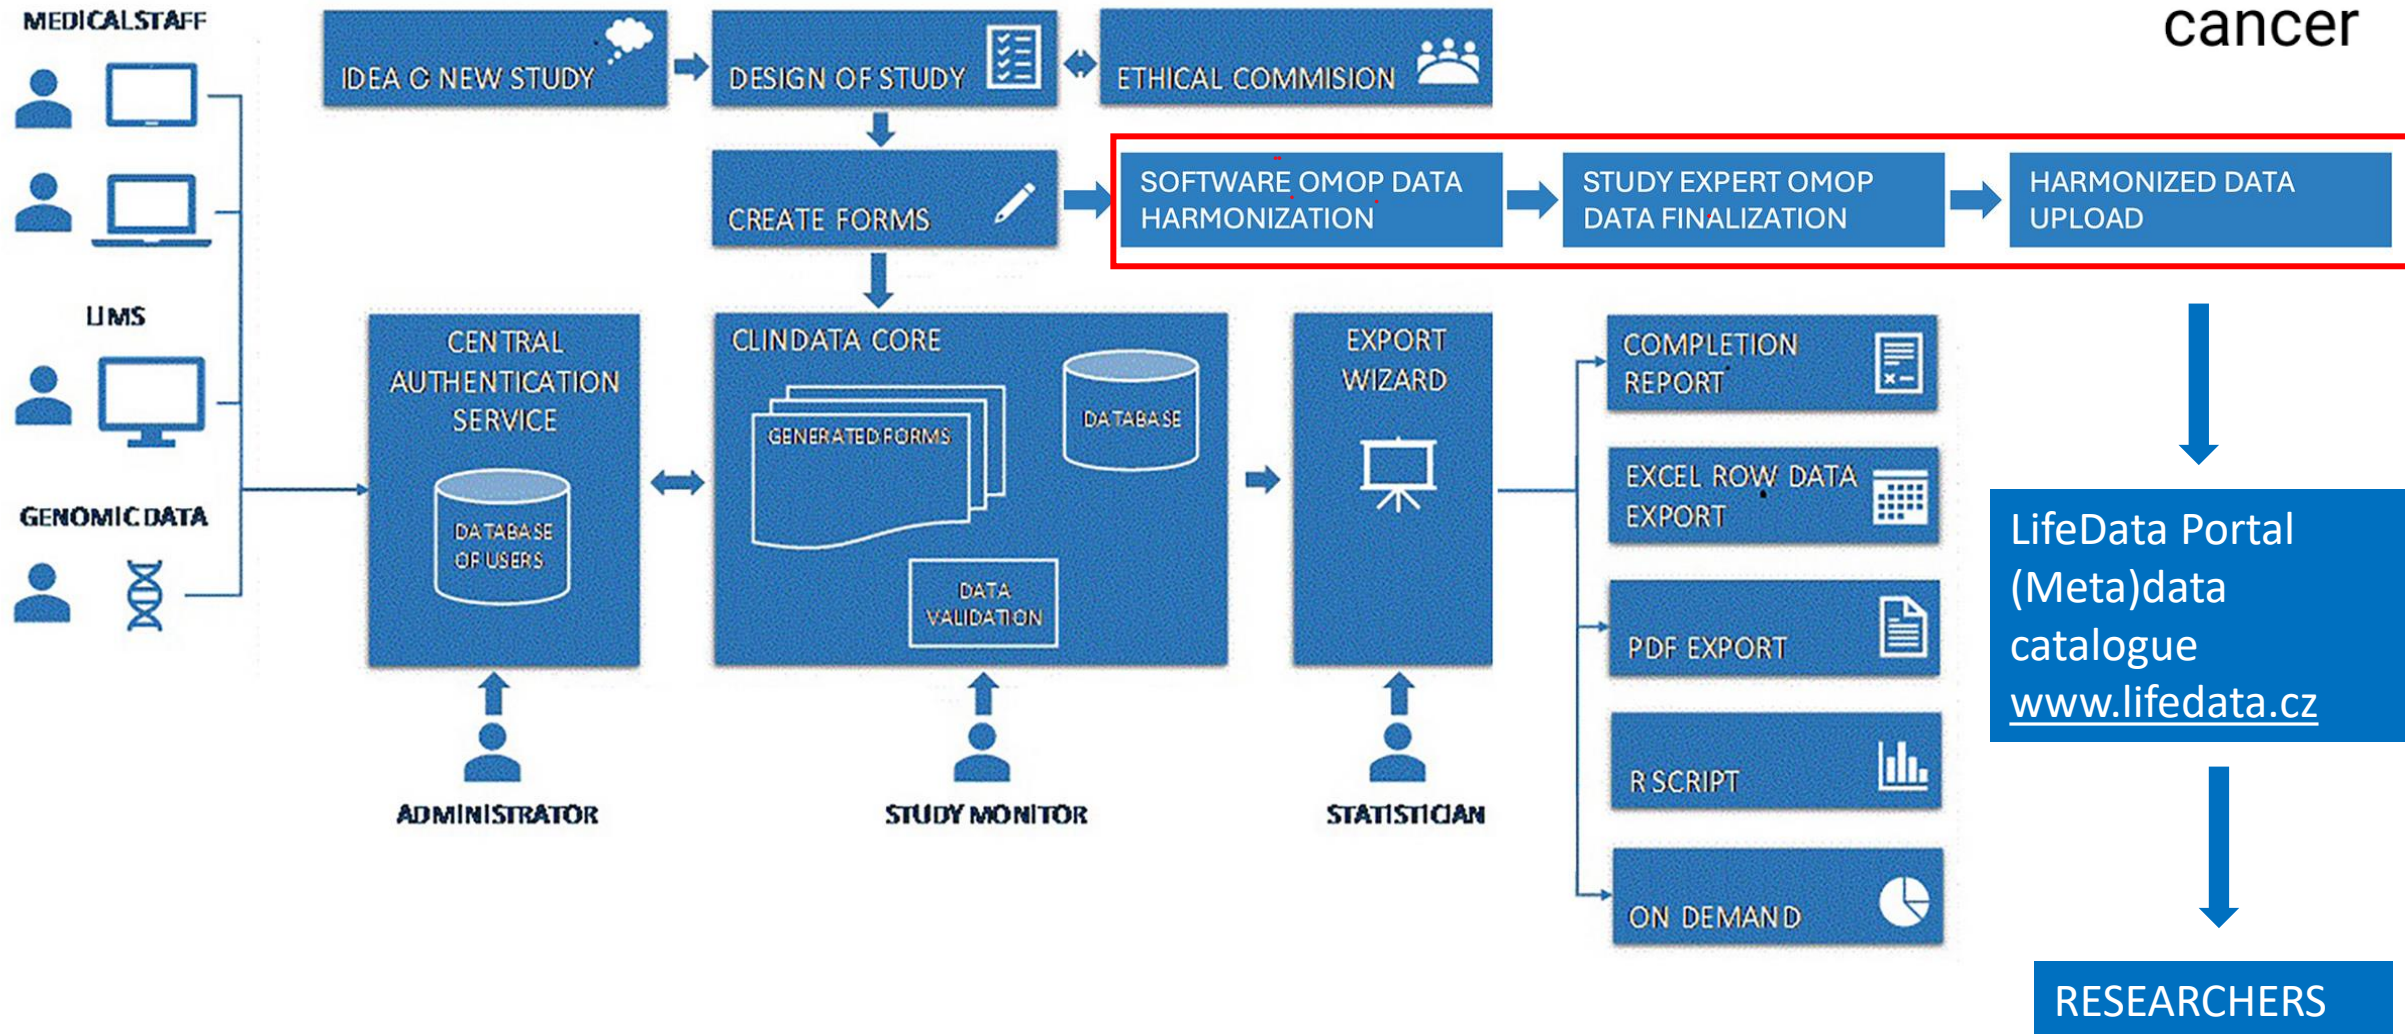 cancer
MEDICALSTAFF
IDEA O NEW STUDY
DESIGN OF STUDY
ETHICAL COMMISION
CREATE FORMS
SOFTWARE OMOP DATA
HARMONIZATION
STUDY EXPERT OMOP
DATA FINALIZATION
HARMONIZED DATA
UPLOAD
LIMS
GENOMIC DATA
CENTRAL
AUTHENTICATION
SERVICE
DATABASE
OF USERS
CLINDATA CORE
GENERATED FORMS
DATABASE
DATA
VALIDATION
EXPORT
WIZARD
COMPLETION
REPORT
EXCEL ROW DATA
EXPORT
PDF EXPORT
R SCRIPT
ON DEMAND
LifeData Portal
(Meta)data
catalogue
www.lifedata.cz
ADMINISTRATOR
STUDY MONITOR
STATISTICIAN
RESEARCHERS